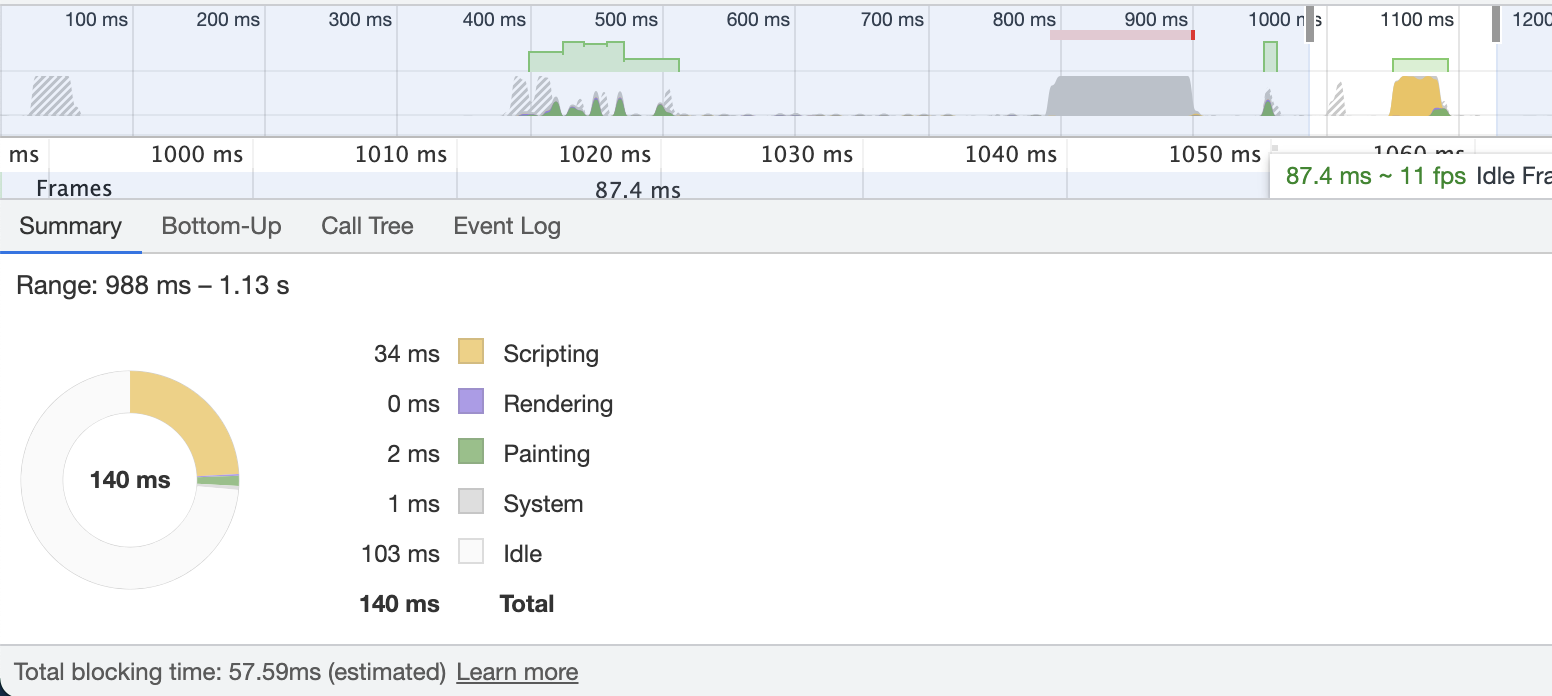 100 ms 200 ms 300 ms 400 ms 500 ms 600 ms 700 ms 800 ms 900 ms 1000 ms 1100 ms 1200
ms 1000 ms 1010 ms 1020 ms 1030 ms 1040 ms 1050 ms 1060 ms
Frames 87.4 ms
87.4 ms ~ 11 fps Idle Fra
Summary Bottom-Up Call Tree Event Log
Range: 988 ms – 1.13 s
34 ms Scripting
0 ms Rendering
2 ms Painting
140 ms
1 ms System
103 ms Idle
140 ms Total
Total blocking time: 57.59ms (estimated) Learn more